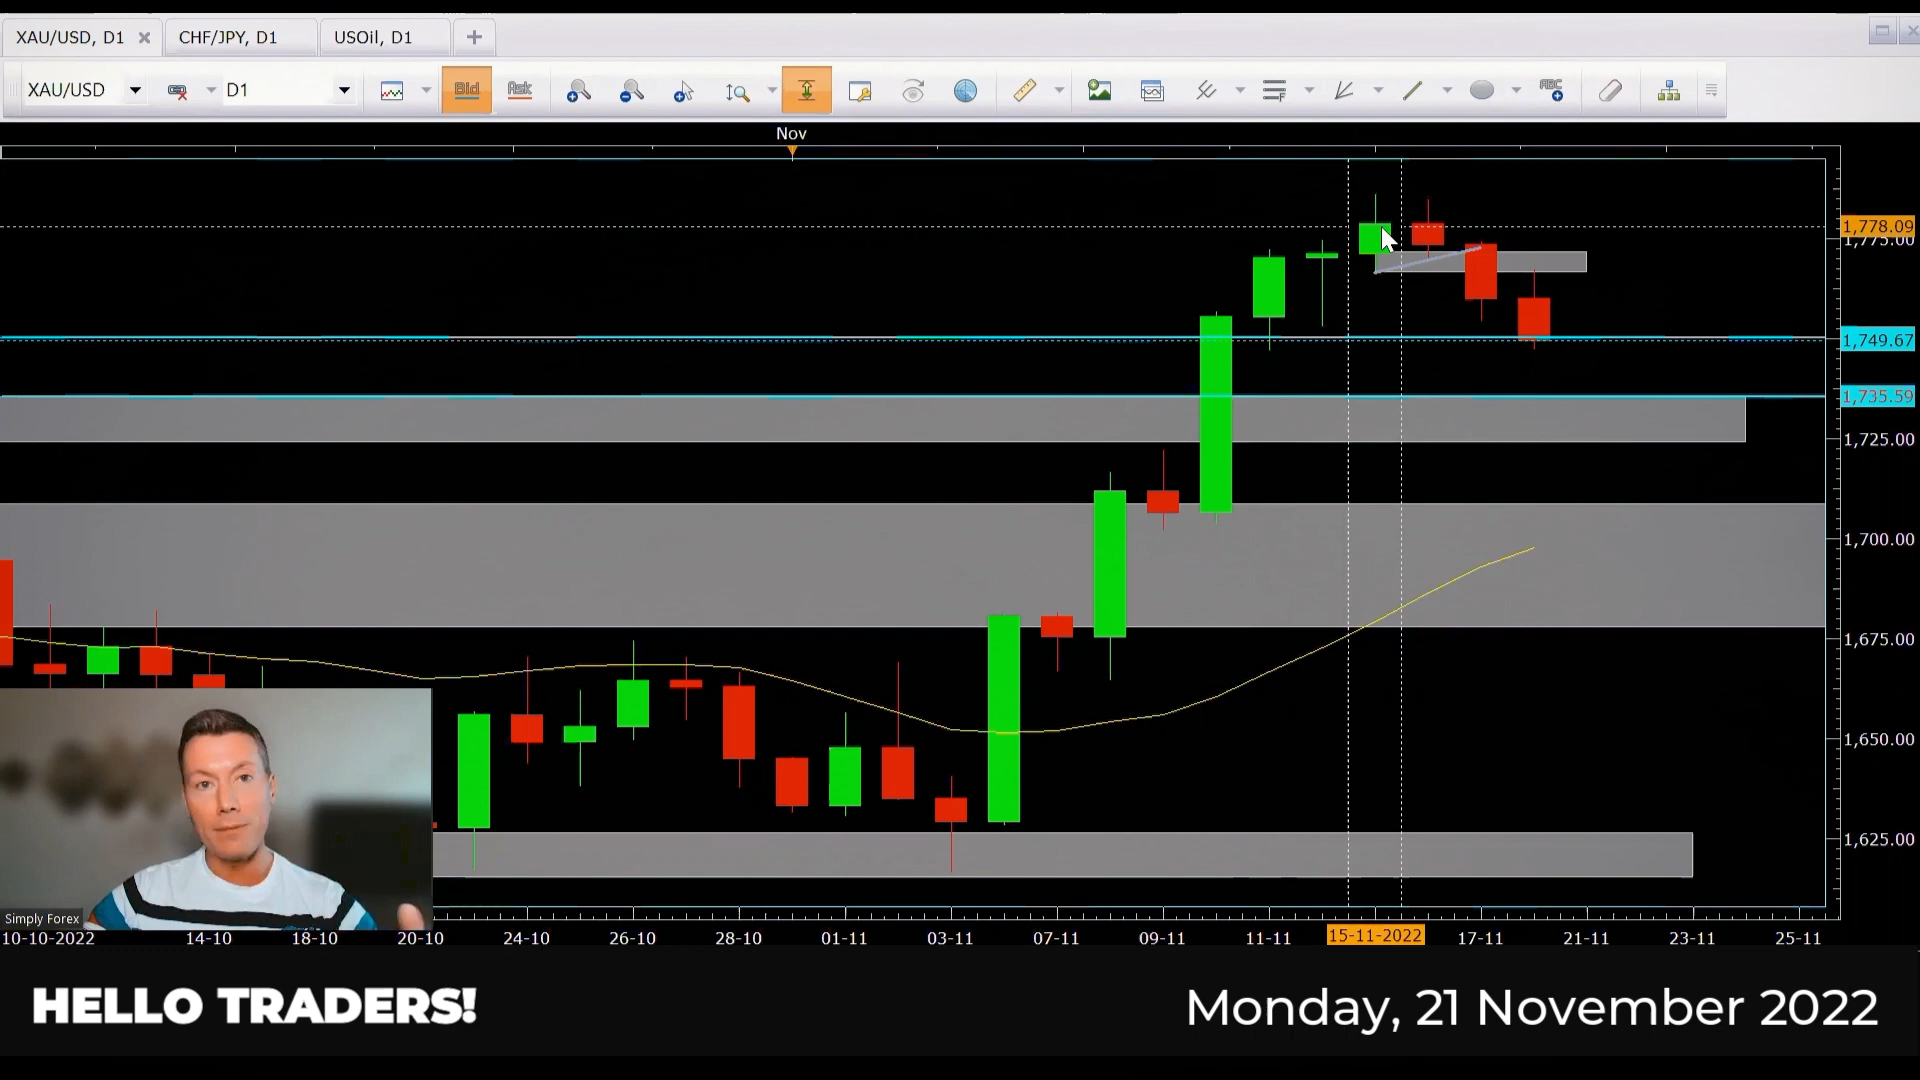 XAU/USD, D1
CHF/JPY, D1
USOil, D1
XAU/USD
D1
Bid
Ask
ABC
Nov
1,778.09
1,775.00
1,749.67
1,735.59
1,725.00
1,700.00
1,675.00
1,650.00
1,625.00
Simply Forex
10-10-2022 14-10 18-10 20-10 24-10 26-10 28-10 01-11 03-11 07-11 09-11 11-11 15-11-2022 17-11 21-11 23-11 25-11
HELLO TRADERS!
Monday, 21 November 2022